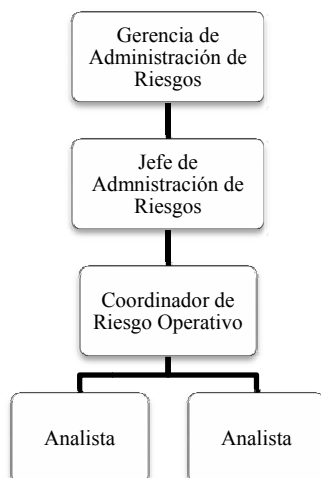 Gerencia de
Administración de
Riesgos
Jefe de
Admnistración de
Riesgos
Coordinador de
Riesgo Operativo
Analista
Analista